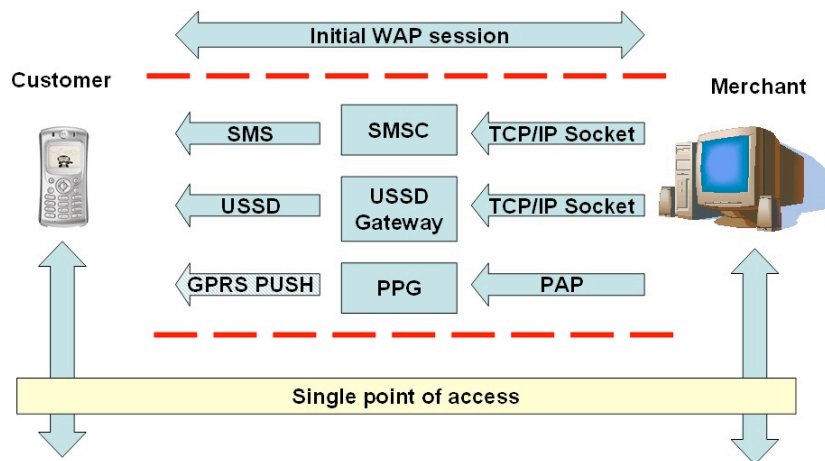 Initial WAP session
Customer
Merchant
SMS
SMSC
TCP/IP Socket
USSD
USSD
Gateway
TCP/IP Socket
GPRS PUSH
PPG
PAP
Single point of access